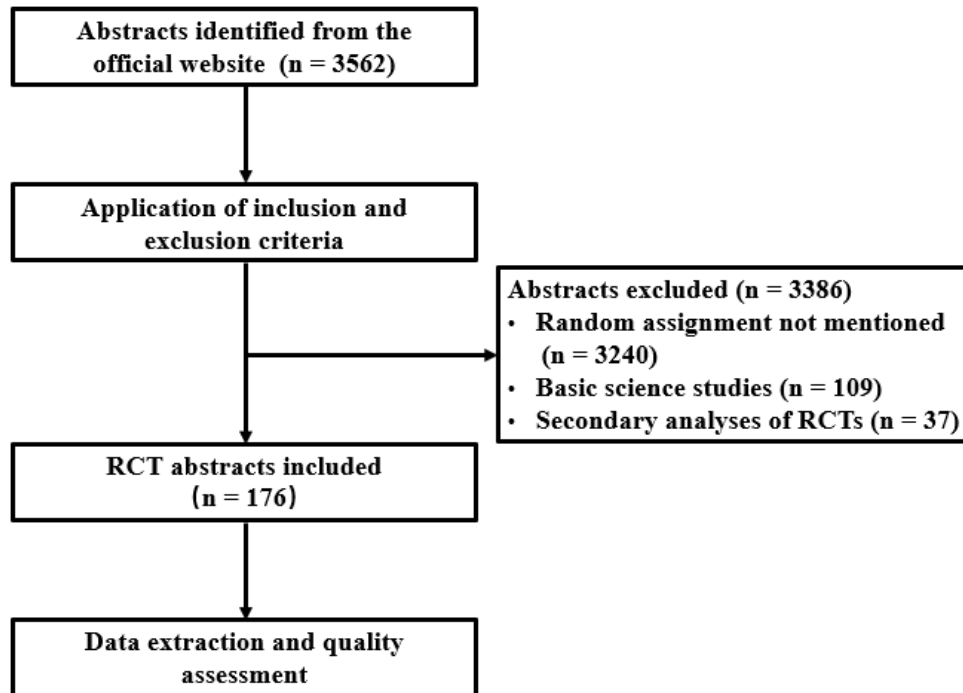 Abstracts identified from the
official website (n = 3562)
Application of inclusion and
exclusion criteria
Abstracts excluded (n = 3386)
• Random assignment not mentioned
(n = 3240)
• Basic science studies (n = 109)
• Secondary analyses of RCTs (n = 37)
RCT abstracts included
(n = 176)
Data extraction and quality
assessment